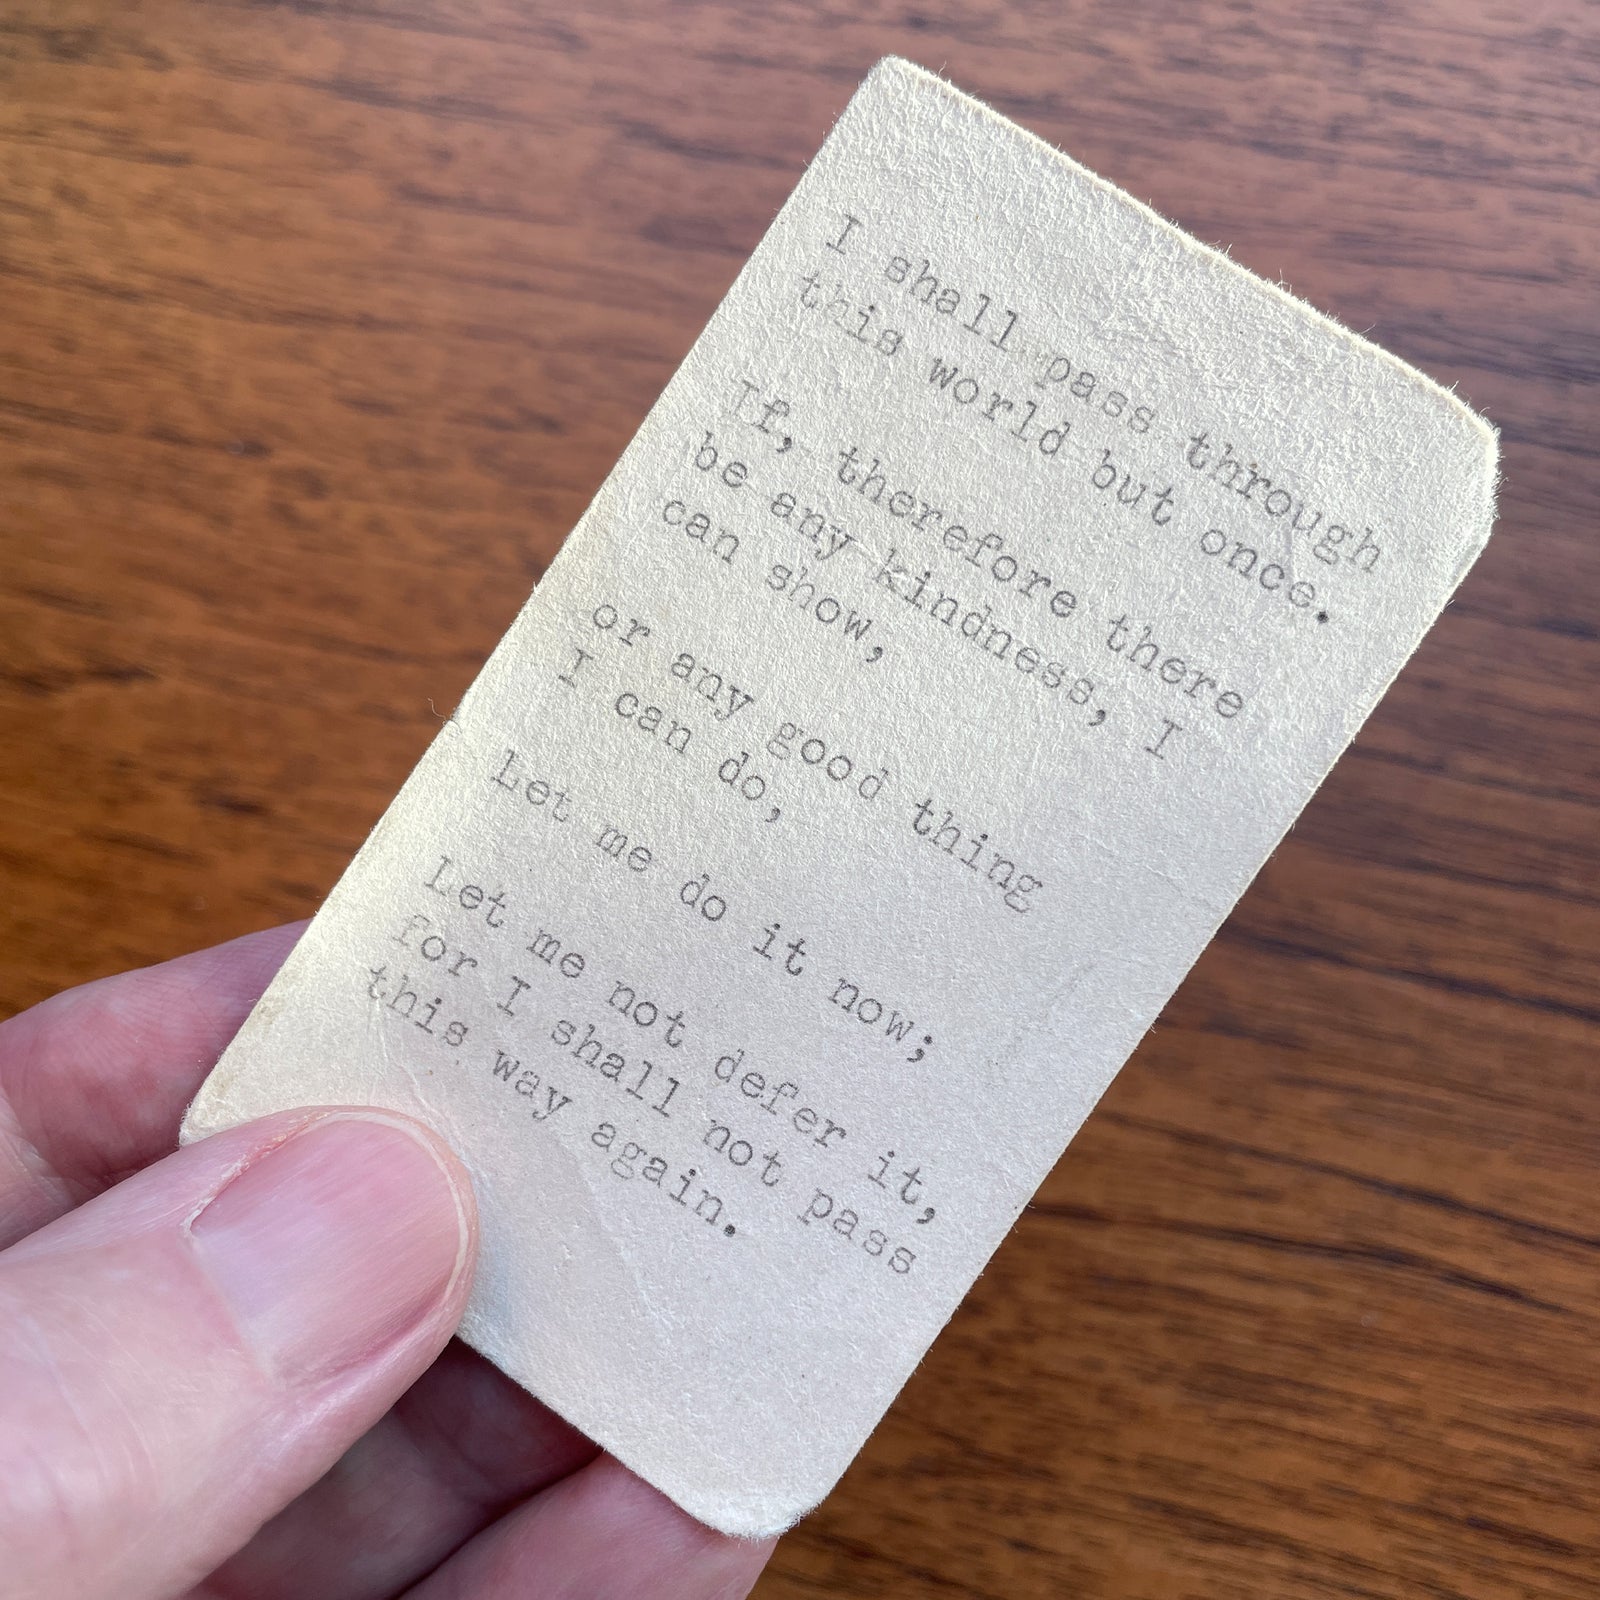 I shall pass through
this world but once.
If, therefore there
be any kindness, I
can show,
or any good thing
I can do,
Let me do it now;
Let me not defer it,
for I shall not pass
this way again.